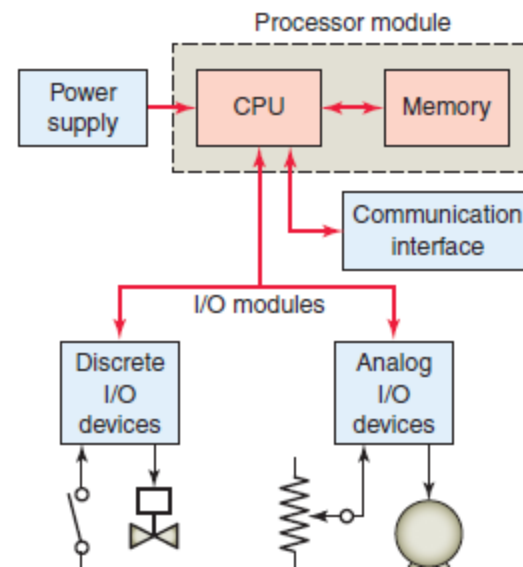 Processor module
Power
supply
CPU
Memory
Communication
interface
I/O modules
Discrete
I/O
devices
Analog
I/O
devices